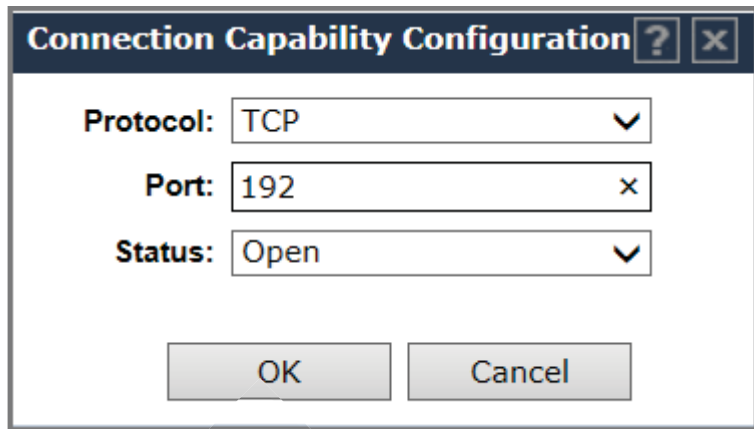 Connection Capability Configuration ? x
Protocol: TCP
Port: 192 ×
Status: Open
OK Cancel